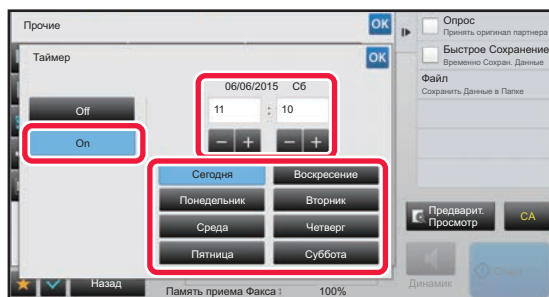 Прочие
OK
Таймер
OK
06/06/2015 Сб
11 : 10
Off
On
Сегодня
Воскресение
Понедельник
Вторник
Среда
Четверг
Пятница
Суббота
Назад
Память приема Факса : 100%
Опрос
Принять оригинал партнера
Быстрое Сохранение
Временно Сохран. Данные
Файл
Сохранить Данные в Папке
Предварит.
Просмотр
CA
Динамик
Старт